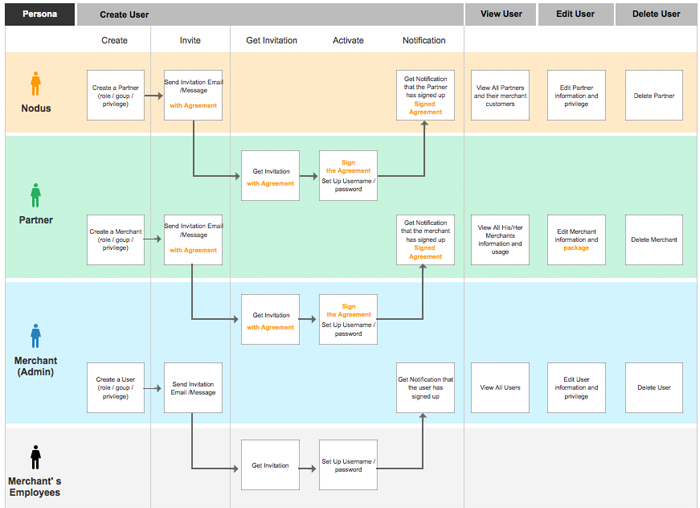 Persona
Create User
View User
Edit User
Delete User
Create
Invite
Get Invitation
Activate
Notification
Nodus
Create a Partner
(role / goup /
privilege)
Send Invitation Email
/Message
with Agreement
Get Notification
that the Partner
has signed up
Signed
Agreement
View All Partners
and their merchant
customers
Edit Partner
information and
privilege
Delete Partner
Get Invitation
with Agreement
Sign
the Agreement
Set Up Username /
password
Partner
Create a Merchant
(role / goup /
privilege)
Send Invitation Email
/Message
with Agreement
Get Notification
that the merchant
has signed up
Signed
Agreement
View All His/Her
Merchants
information and
usage
Edit Merchant
information and
package
Delete Merchant
Get Invitation
with Agreement
Sign
the Agreement
Set Up Username /
password
Merchant
(Admin)
Create a User
(role / goup /
privilege)
Send Invitation
Email /Message
Get Notification that
the user has
signed up
View All Users
Edit User
information and
privilege
Delete User
Get Invitation
Set Up Username /
password
Merchant' s
Employees